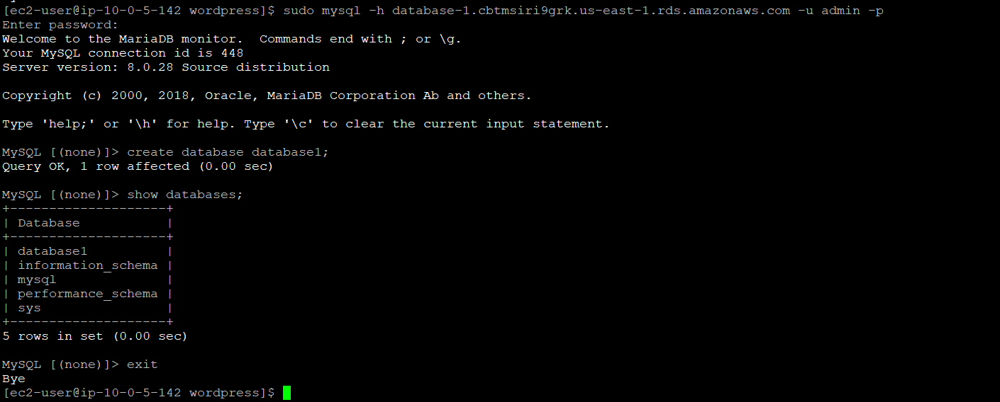 [ec2-user@ip-10-0-5-142 wordpress]$ sudo mysql -h database-1.cbtmsiri9grk.us-east-1.rds.amazonaws.com -u admin -p
Enter password:
Welcome to the MariaDB monitor.  Commands end with ; or \g.
Your MySQL connection id is 448
Server version: 8.0.28 Source distribution

Copyright (c) 2000, 2018, Oracle, MariaDB Corporation Ab and others.

Type 'help;' or '\h' for help. Type '\c' to clear the current input statement.

MySQL [(none)]> create database database1;
Query OK, 1 row affected (0.00 sec)

MySQL [(none)]> show databases;
+--------------------+
| Database           |
+--------------------+
| database1          |
| information_schema |
| mysql              |
| performance_schema |
| sys                |
+--------------------+
5 rows in set (0.00 sec)

MySQL [(none)]> exit
Bye
[ec2-user@ip-10-0-5-142 wordpress]$